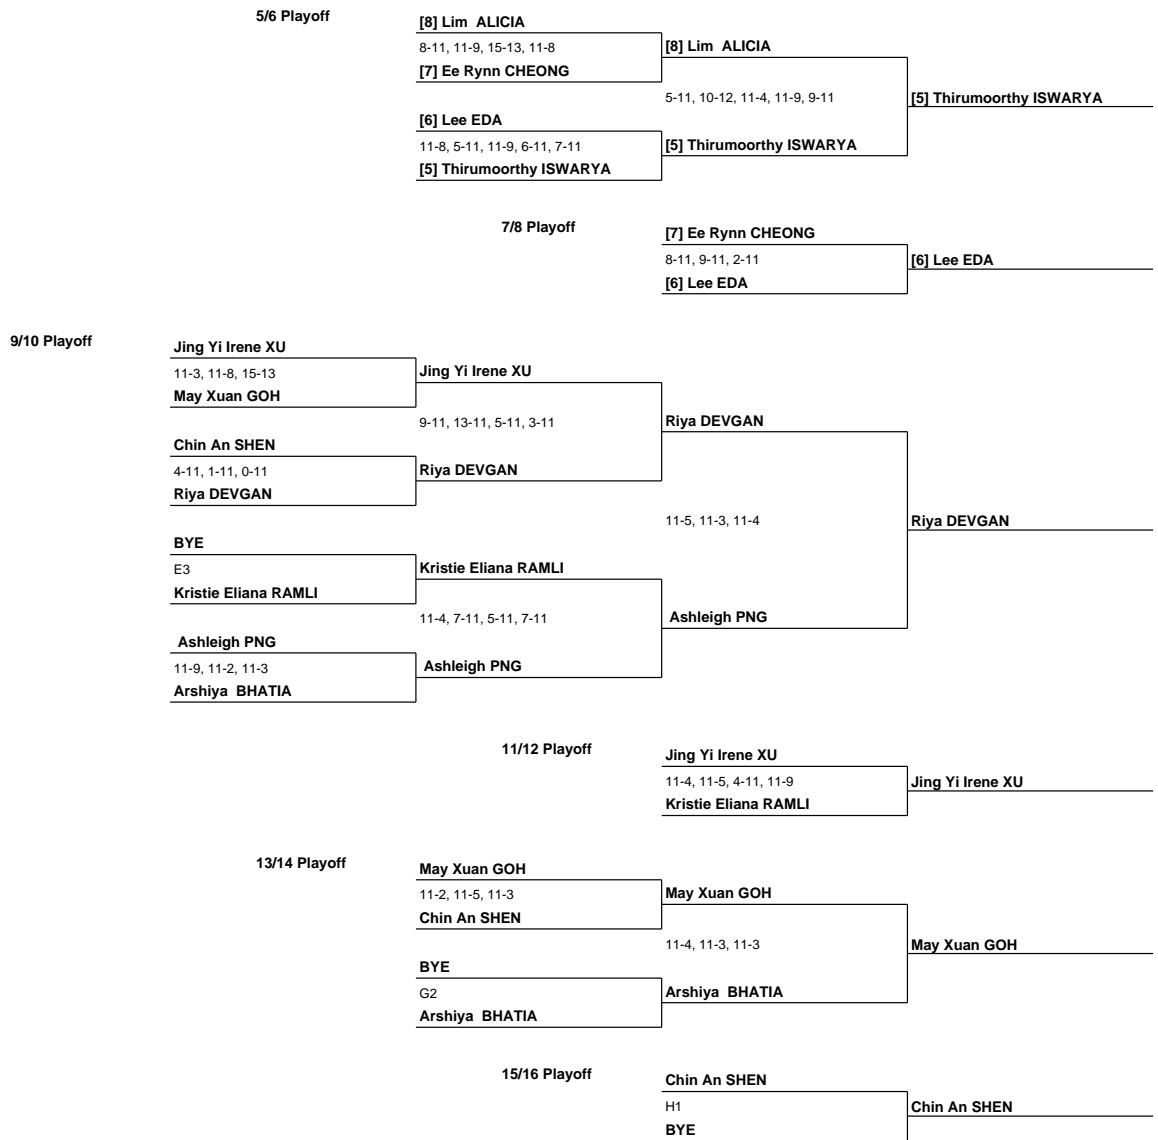 5/6 Playoff
[8] Lim  ALICIA
8-11, 11-9, 15-13, 11-8
[8] Lim  ALICIA
[7] Ee Rynn CHEONG
5-11, 10-12, 11-4, 11-9, 9-11
[5] Thirumoorthy ISWARYA
[6] Lee EDA
11-8, 5-11, 11-9, 6-11, 7-11
[5] Thirumoorthy ISWARYA
[5] Thirumoorthy ISWARYA
7/8 Playoff
[7] Ee Rynn CHEONG
8-11, 9-11, 2-11
[6] Lee EDA
[6] Lee EDA
9/10 Playoff
Jing Yi Irene XU
11-3, 11-8, 15-13
Jing Yi Irene XU
May Xuan GOH
9-11, 13-11, 5-11, 3-11
Riya DEVGAN
Chin An SHEN
4-11, 1-11, 0-11
Riya DEVGAN
Riya DEVGAN
11-5, 11-3, 11-4
Riya DEVGAN
BYE
E3
Kristie Eliana RAMLI
Kristie Eliana RAMLI
11-4, 7-11, 5-11, 7-11
Ashleigh PNG
Ashleigh PNG
11-9, 11-2, 11-3
Ashleigh PNG
Arshiya  BHATIA
11/12 Playoff
Jing Yi Irene XU
11-4, 11-5, 4-11, 11-9
Jing Yi Irene XU
Kristie Eliana RAMLI
13/14 Playoff
May Xuan GOH
11-2, 11-5, 11-3
May Xuan GOH
Chin An SHEN
11-4, 11-3, 11-3
May Xuan GOH
BYE
G2
Arshiya  BHATIA
Arshiya  BHATIA
15/16 Playoff
Chin An SHEN
H1
Chin An SHEN
BYE